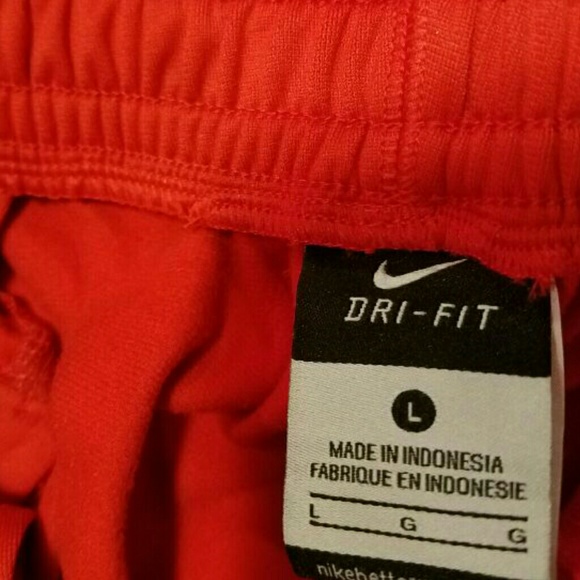 DRI-FIT
L
MADE IN INDONESIA
FABRIQUE EN INDONESIE
L G G